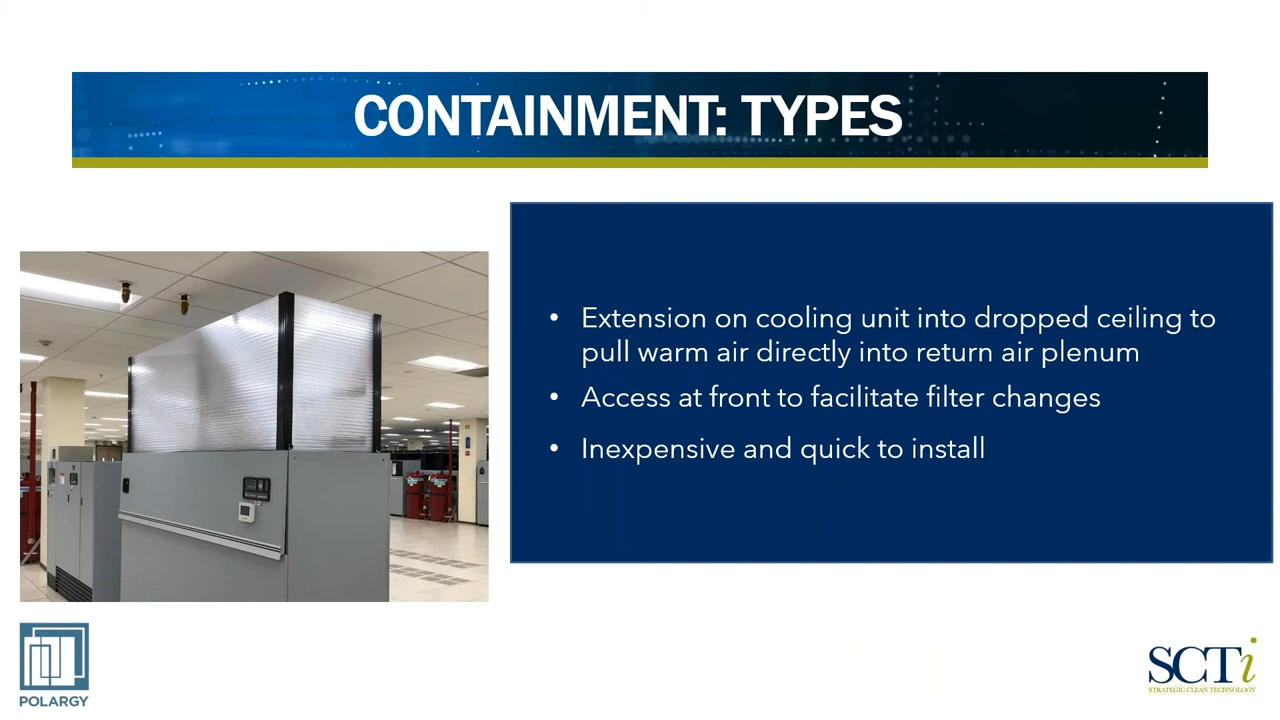 CONTAINMENT: TYPES
• Extension on cooling unit into dropped ceiling to
pull warm air directly into return air plenum
• Access at front to facilitate filter changes
• Inexpensive and quick to install
POLARGY
SCTi
STRATEGIC CLEAN TECHNOLOGY